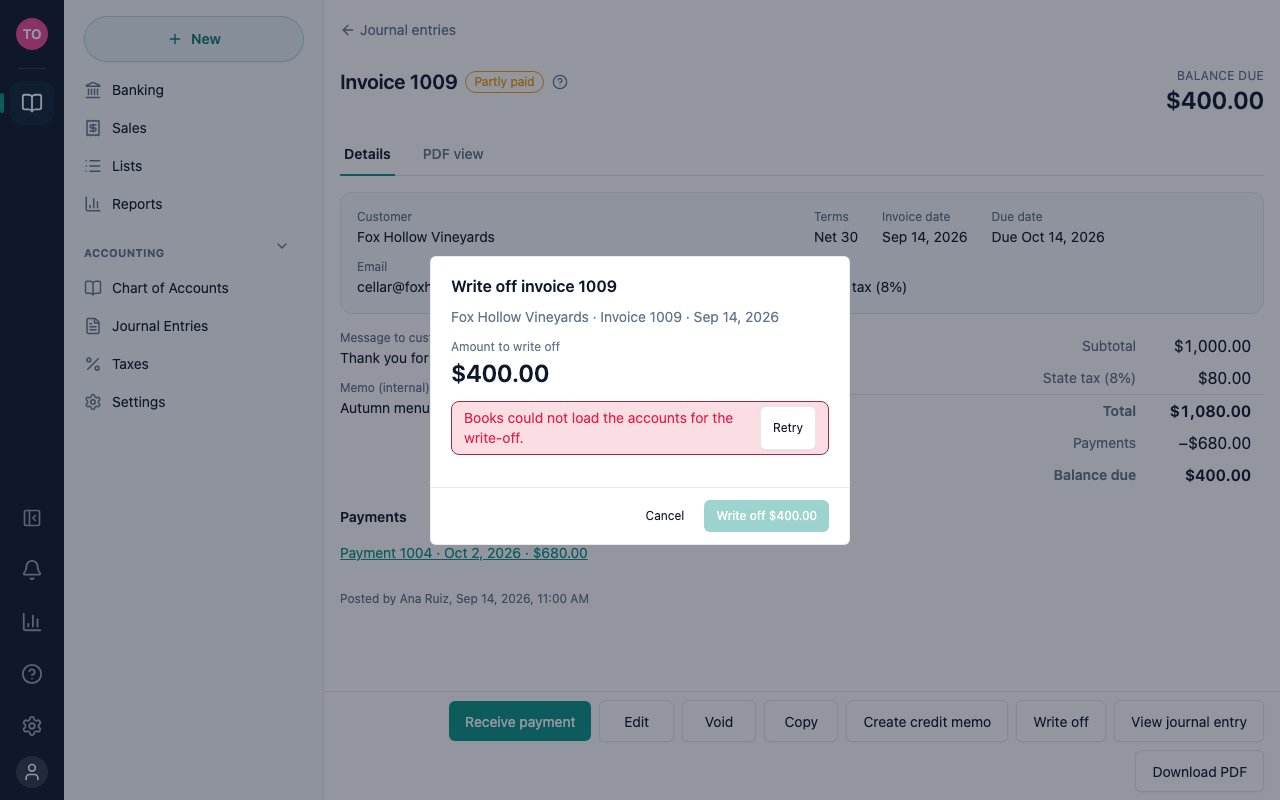 TO
New
Banking
Sales
Lists
Reports
ACCOUNTING
Chart of Accounts
Journal Entries
Taxes
Settings
Journal entries
Invoice 1009
Partly paid
BALANCE DUE
$400.00
Details
PDF view
Customer
Fox Hollow Vineyards
Terms
Net 30
Invoice date
Sep 14, 2026
Due date
Due Oct 14, 2026
Email
cellar@foxh
tax (8%)
Message to cus
Thank you for
Memo (internal)
Autumn menu
Subtotal $1,000.00
State tax (8%) $80.00
Total $1,080.00
Payments –$680.00
Balance due $400.00
Payments
Payment 1004 · Oct 2, 2026 · $680.00
Posted by Ana Ruiz, Sep 14, 2026, 11:00 AM
Write off invoice 1009
Fox Hollow Vineyards · Invoice 1009 · Sep 14, 2026
Amount to write off
$400.00
Books could not load the accounts for the
write-off.
Retry
Cancel
Write off $400.00
Receive payment
Edit
Void
Copy
Create credit memo
Write off
View journal entry
Download PDF